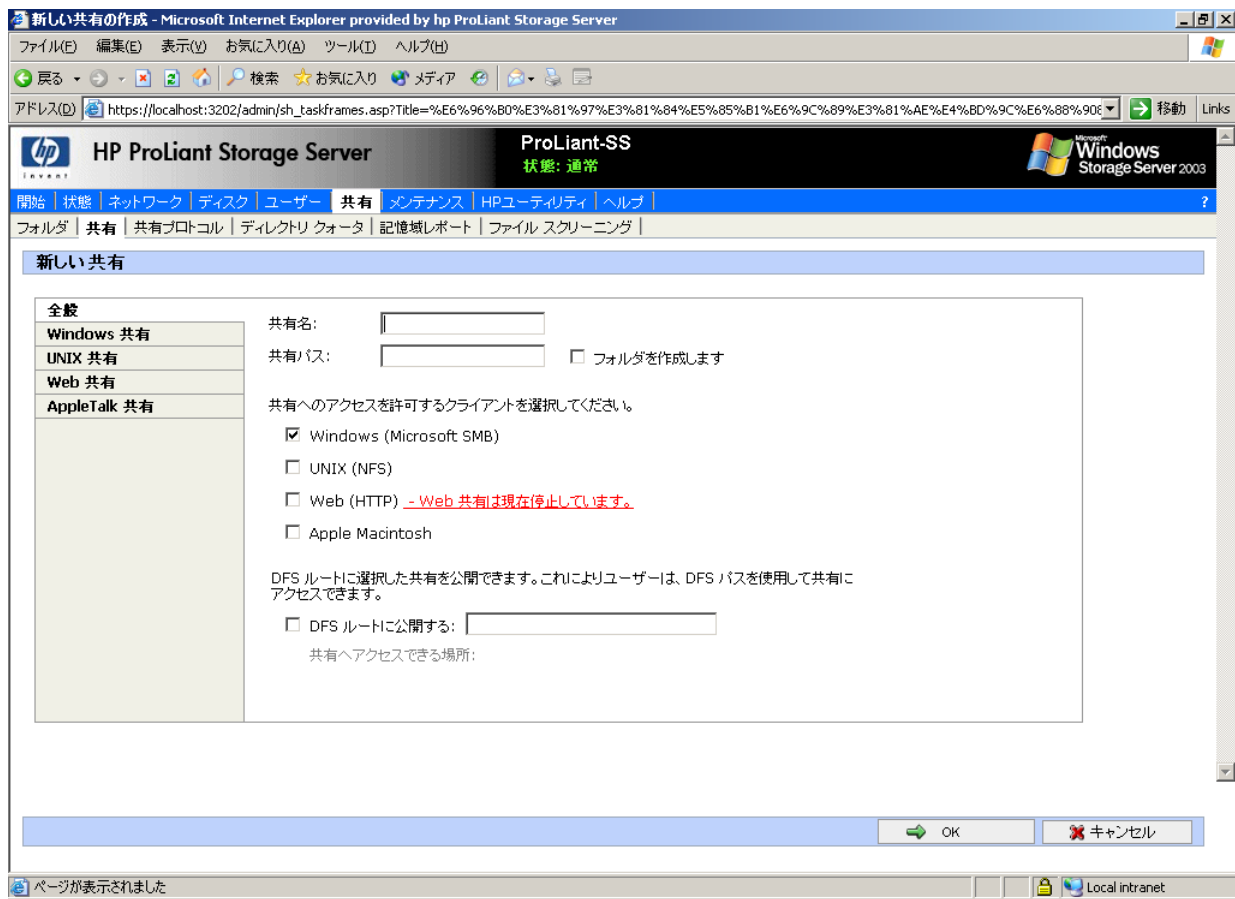 新しい共有の作成 - Microsoft Internet Explorer provided by hp ProLiant Storage Server
ファイル(F) 編集(E) 表示(V) お気に入り(A) ツール(T) ヘルプ(H)
戻る 検索 お気に入り メディア
アドレス(D) https://localhost:3202/admin/sh_taskframes.asp?Title=%E6%96%B0%E3%81%97%E3%81%84%E5%85%B1%E6%9C%89%E3%81%AE%E4%BD%9C%E6%88%908 移動 Links
hp invent
HP ProLiant Storage Server
ProLiant-SS
状態: 通常
Microsoft Windows Storage Server 2003
開始 状態 ネットワーク ディスク ユーザー 共有 メンテナンス HPユーティリティ ヘルプ ?
フォルダ 共有 共有プロトコル ディレクトリ クォータ 記憶域レポート ファイル スクリーニング
新しい共有
全般
Windows 共有
UNIX 共有
Web 共有
AppleTalk 共有
共有名:
共有パス: フォルダを作成します
共有へのアクセスを許可するクライアントを選択してください。
Windows (Microsoft SMB)
UNIX (NFS)
Web (HTTP) - Web 共有は現在停止しています。
Apple Macintosh
DFS ルートに選択した共有を公開できます。これによりユーザーは、DFS パスを使用して共有に
アクセスできます。
DFS ルートに公開する:
共有へアクセスできる場所:
OK キャンセル
ページが表示されました Local intranet